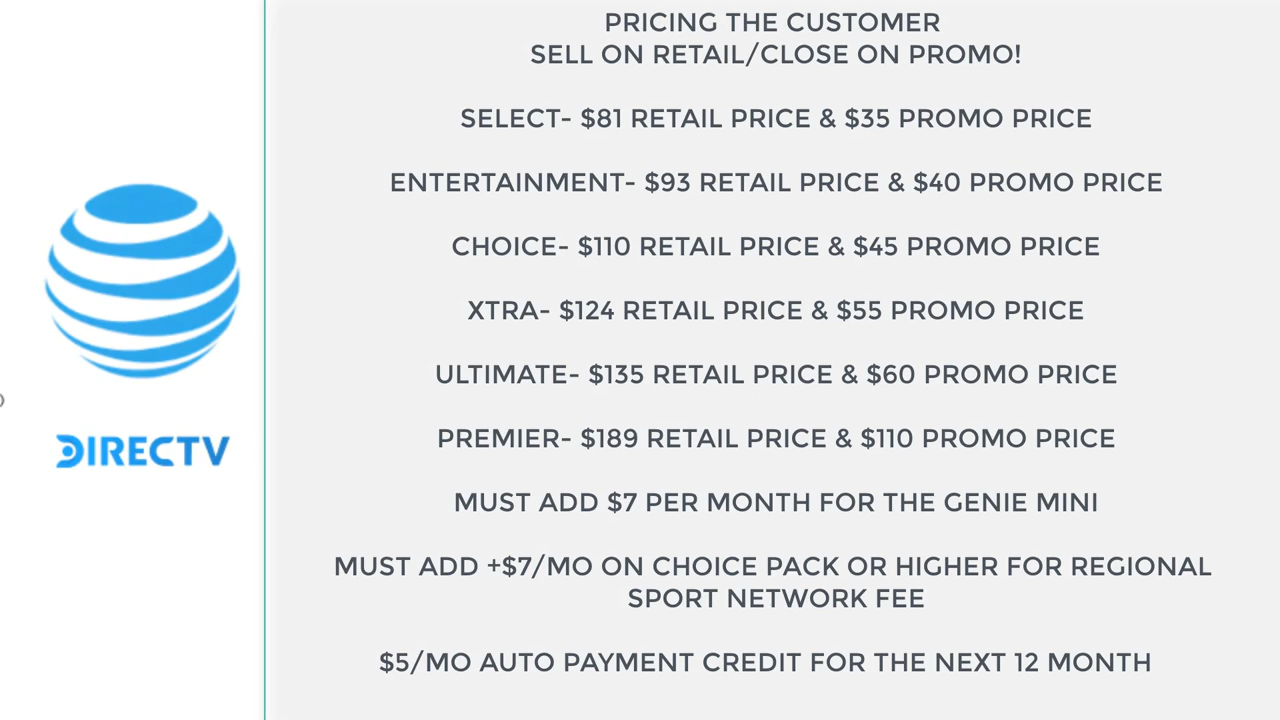 PRICING THE CUSTOMER
SELL ON RETAIL/CLOSE ON PROMO!
SELECT- $81 RETAIL PRICE & $35 PROMO PRICE
ENTERTAINMENT- $93 RETAIL PRICE & $40 PROMO PRICE
CHOICE- $110 RETAIL PRICE & $45 PROMO PRICE
XTRA- $124 RETAIL PRICE & $55 PROMO PRICE
ULTIMATE- $135 RETAIL PRICE & $60 PROMO PRICE
PREMIER- $189 RETAIL PRICE & $110 PROMO PRICE
MUST ADD $7 PER MONTH FOR THE GENIE MINI
MUST ADD +$7/MO ON CHOICE PACK OR HIGHER FOR REGIONAL
SPORT NETWORK FEE
$5/MO AUTO PAYMENT CREDIT FOR THE NEXT 12 MONTH
DIRECTV